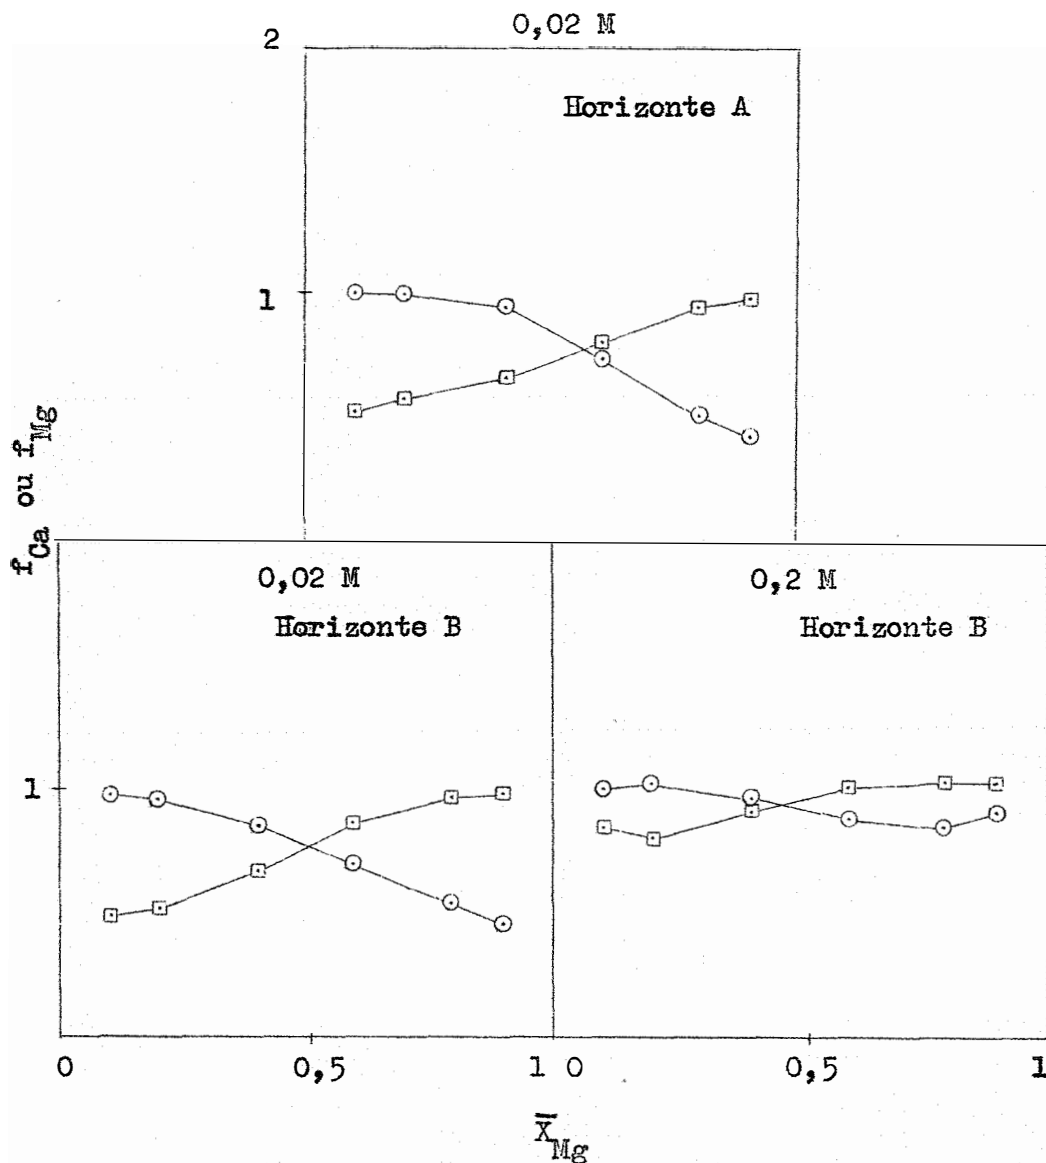 0,02 M
2
Horizonte A
1
f_Ca ou f_Mg
0,02 M
0,2 M
Horizonte B
Horizonte B
1
0
0,5
1
0
0,5
1
X̅_Mg